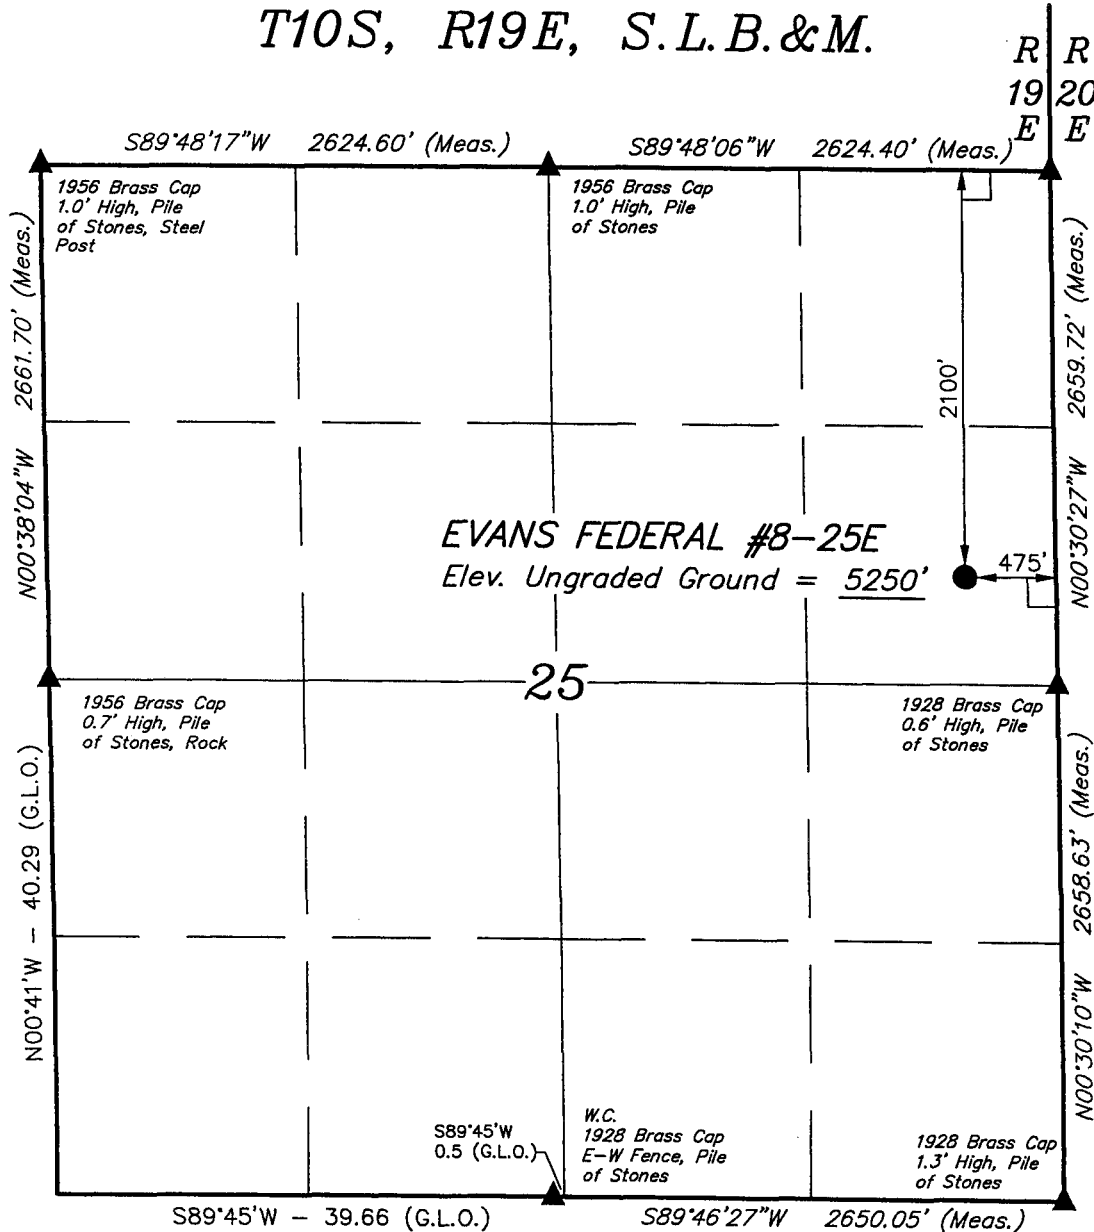 T10S, R19E, S.L.B.&M.
R R
19 20
E E
S89°48'17"W 2624.60' (Meas.)
S89°48'06"W 2624.40' (Meas.)
1956 Brass Cap
1.0' High, Pile
of Stones, Steel
Post
1956 Brass Cap
1.0' High, Pile
of Stones
N00°38'04"W 2661.70' (Meas.)
2100'
N00°30'27"W 2659.72' (Meas.)
EVANS FEDERAL #8-25E
Elev. Ungraded Ground = 5250'
475'
25
1956 Brass Cap
0.7' High, Pile
of Stones, Rock
1928 Brass Cap
0.6' High, Pile
of Stones
N00°41'W - 40.29 (G.L.O.)
N00°30'10"W 2658.63' (Meas.)
S89°45'W
0.5 (G.L.O.)
W.C.
1928 Brass Cap
E-W Fence, Pile
of Stones
1928 Brass Cap
1.3' High, Pile
of Stones
S89°45'W - 39.66 (G.L.O.)
S89°46'27"W 2650.05' (Meas.)